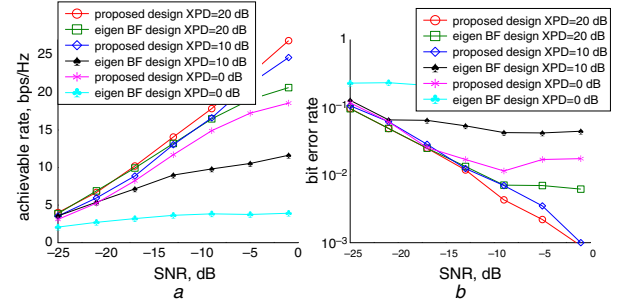 proposed design XPD=20 dB
eigen BF design XPD=20 dB
proposed design XPD=10 dB
eigen BF design XPD=10 dB
proposed design XPD=0 dB
eigen BF design XPD=0 dB
achievable rate, bps/Hz
25
20
15
10
5
0
−25 −20 −15 −10 −5 0
SNR, dB
a
proposed design XPD=20 dB
eigen BF design XPD=20 dB
proposed design XPD=10 dB
eigen BF design XPD=10 dB
proposed design XPD=0 dB
eigen BF design XPD=0 dB
bit error rate
1
10−1
10−2
10−3
−25 −20 −15 −10 −5 0
SNR, dB
b